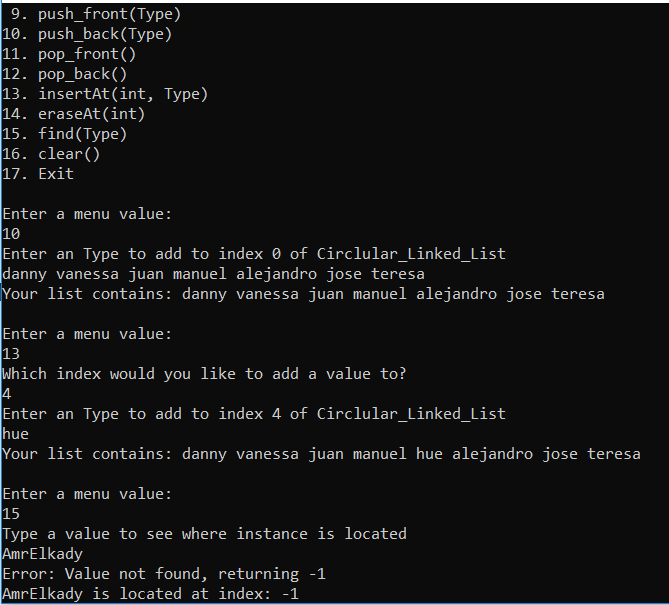 9. push_front(Type)
10. push_back(Type)
11. pop_front()
12. pop_back()
13. insertAt(int, Type)
14. eraseAt(int)
15. find(Type)
16. clear()
17. Exit
Enter a menu value:
10
Enter an Type to add to index 0 of Circlular_Linked_List
danny vanessa juan manuel alejandro jose teresa
Your list contains: danny vanessa juan manuel alejandro jose teresa
Enter a menu value:
13
Which index would you like to add a value to?
4
Enter an Type to add to index 4 of Circlular_Linked_List
hue
Your list contains: danny vanessa juan manuel hue alejandro jose teresa
Enter a menu value:
15
Type a value to see where instance is located
AmrElkady
Error: Value not found, returning -1
AmrElkady is located at index: -1